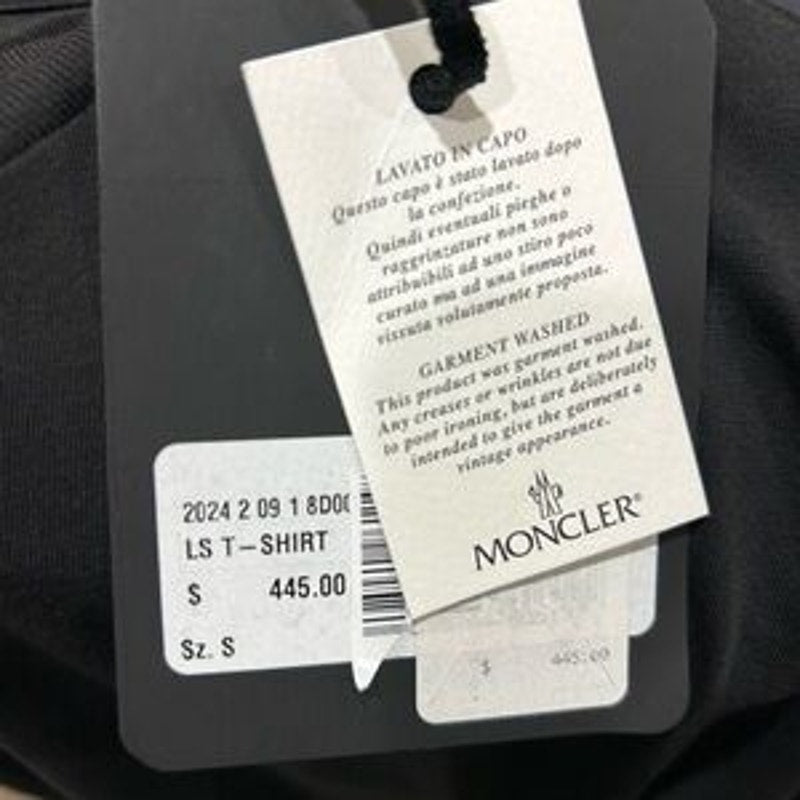 LAVATO IN CAPO
Questo capo è stato lavato dopo
la confezione.
Quindi eventuali pieghe o
raggrinzature non sono
attribuibili ad uno stiro poco
curato ma ad una immagine
vissuta volutamente proposta.
GARMENT WASHED
This product was garment washed.
Any creases or wrinkles are not due
to poor ironing, but are deliberately
intended to give the garment a
vintage appearance.
MONCLER®
2024 2 09 1 8D00
LS T-SHIRT
$ 445.00
Sz. S
$ 445.00